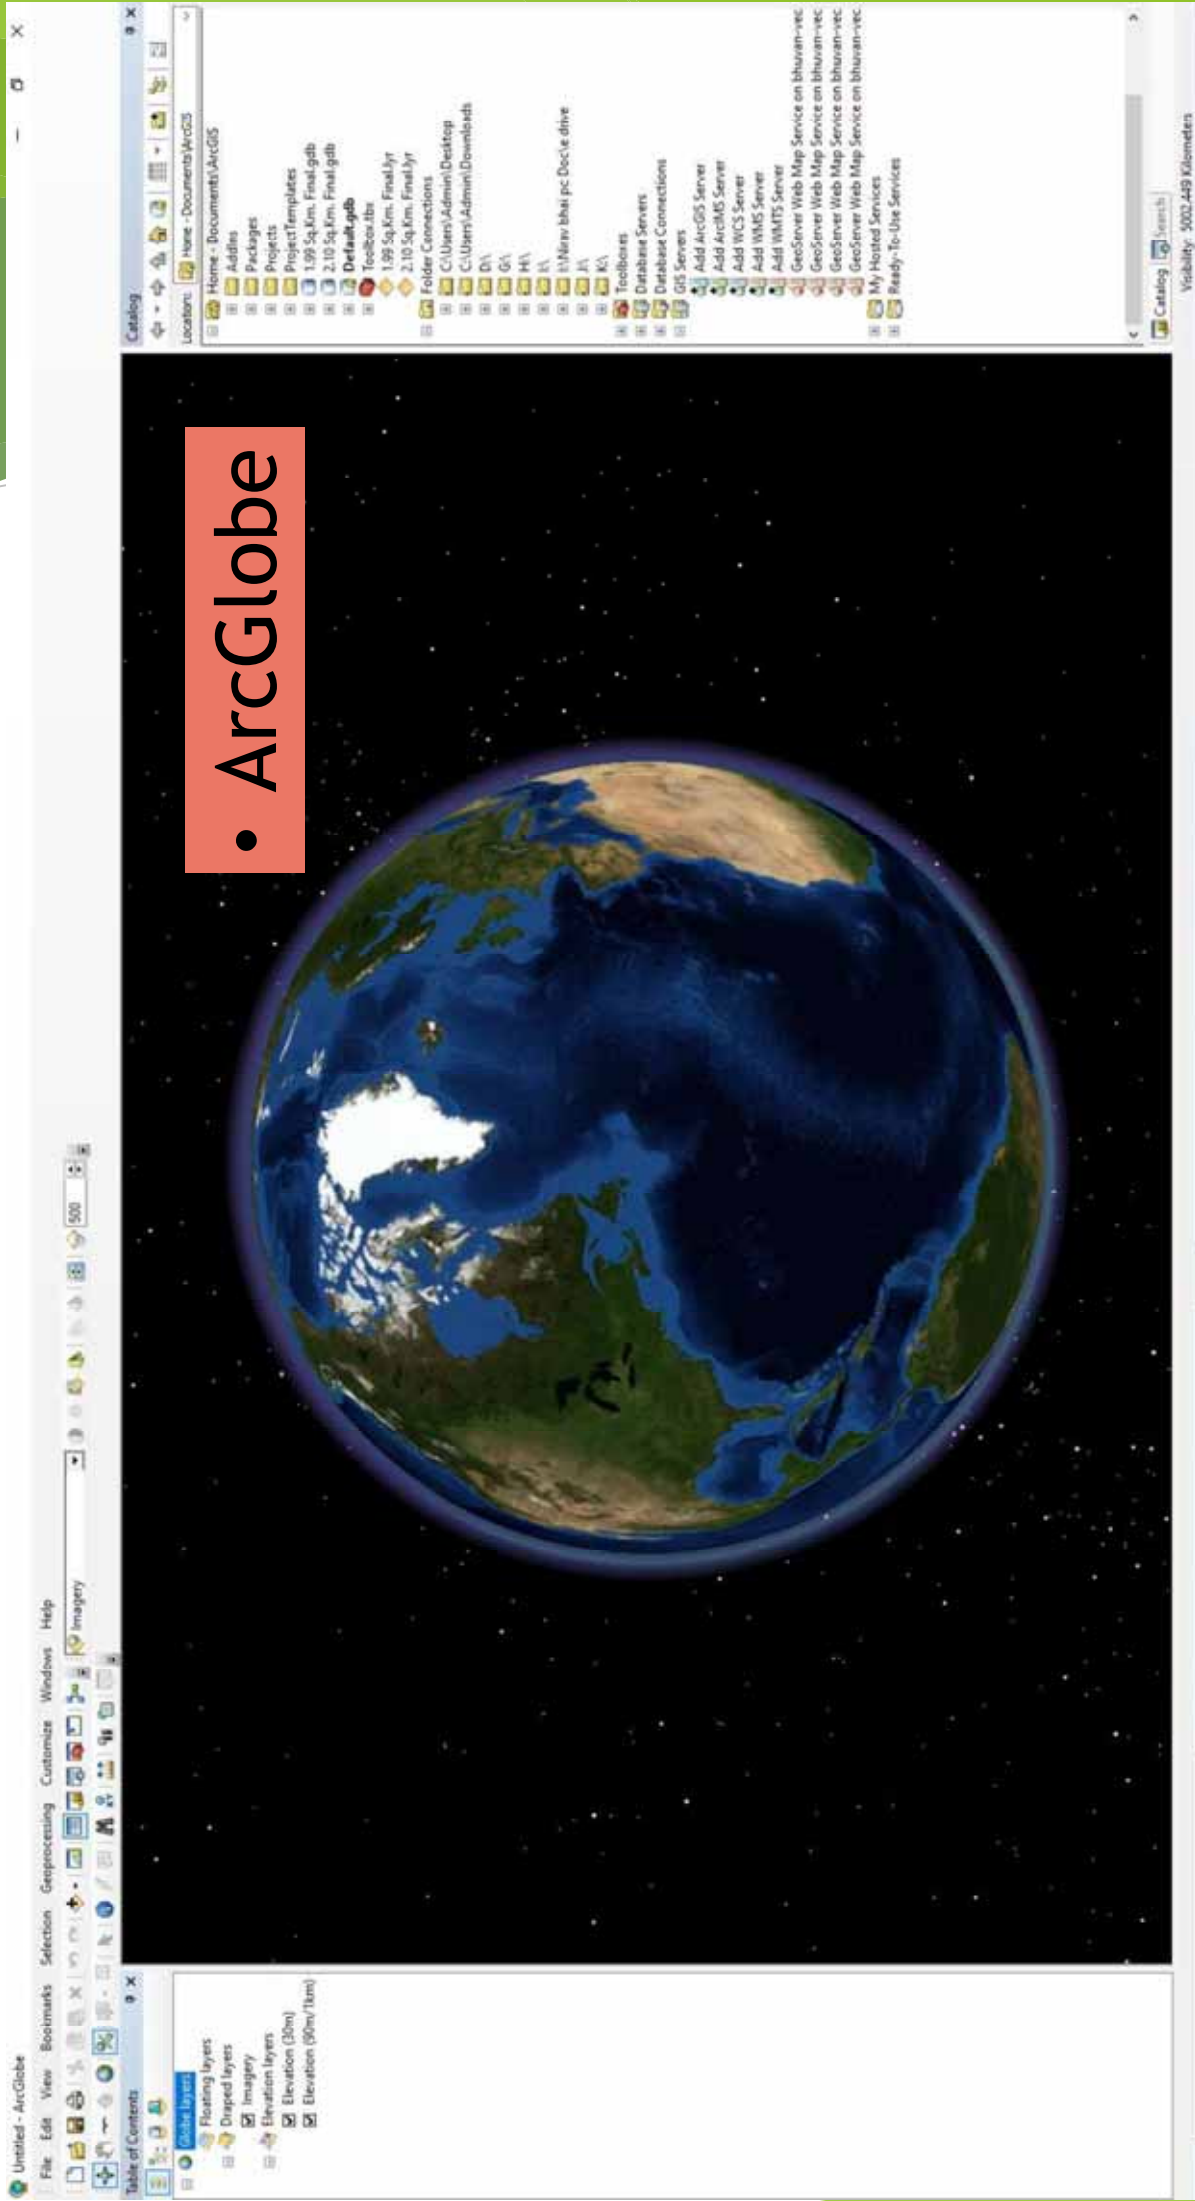 Untitled - ArcGlobe
File Edit View Bookmarks Selection Geoprocessing Customize Windows Help
Imagery
500
Table of Contents
Globe layers
Floating layers
Draped layers
Imagery
Elevation layers
Elevation (30m)
Elevation (90m/1km)
• ArcGlobe
Catalog
Location: Home - Documents\ArcGIS
Home - Documents\ArcGIS
AddIns
Packages
Projects
ProjectTemplates
1.99 Sq.Km. Final.gdb
2.10 Sq.Km. Final.gdb
Default.gdb
Toolbox.tbx
1.99 Sq.Km. Final.lyr
2.10 Sq.Km. Final.lyr
Folder Connections
C:\Users\Admin\Desktop
C:\Users\Admin\Downloads
D:\
G:\
H:\
I:\
I:\Nirav bhai pc Doc\e drive
J:\
K:\
Toolboxes
Database Servers
Database Connections
GIS Servers
Add ArcGIS Server
Add ArcIMS Server
Add WCS Server
Add WMS Server
Add WMTS Server
GeoServer Web Map Service on bhuvan-vec
GeoServer Web Map Service on bhuvan-vec
GeoServer Web Map Service on bhuvan-vec
GeoServer Web Map Service on bhuvan-vec
My Hosted Services
Ready-To-Use Services
Catalog Search
Visibility: 5002.449 Kilometers